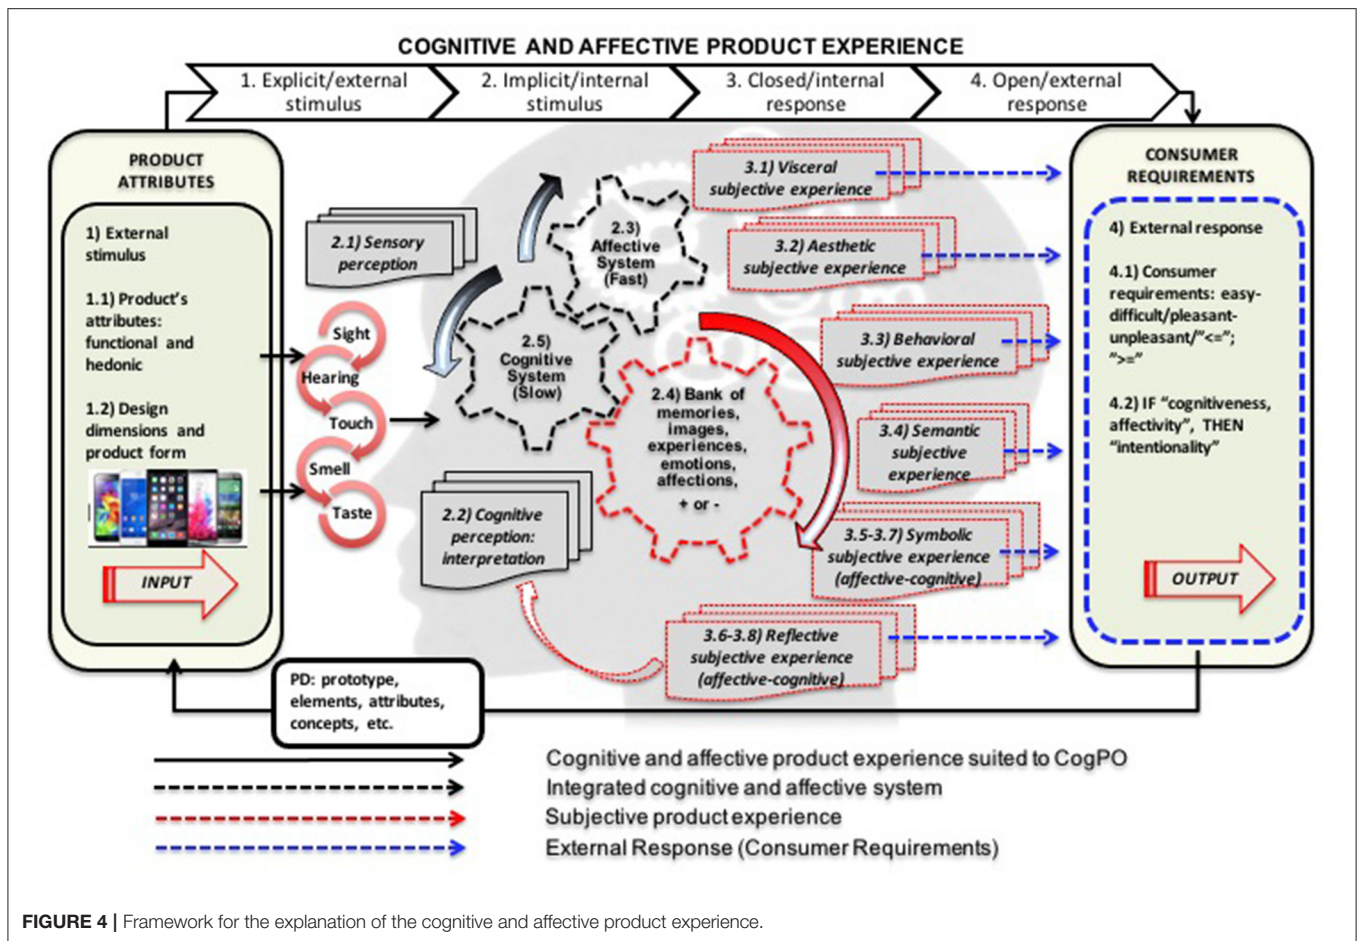 COGNITIVE AND AFFECTIVE PRODUCT EXPERIENCE
1. Explicit/external
stimulus
2. Implicit/internal
stimulus
3. Closed/internal
response
4. Open/external
response
PRODUCT
ATTRIBUTES
1) External
stimulus
1.1) Product's
attributes:
functional and
hedonic
1.2) Design
dimensions and
product form
INPUT
Sight
Hearing
Touch
Smell
Taste
2.1) Sensory
perception
2.3)
Affective
System
(Fast)
2.5)
Cognitive
System
(Slow)
2.4) Bank of
memories,
images,
experiences,
emotions,
affections,
+ or -
2.2) Cognitive
perception:
interpretation
3.1) Visceral
subjective experience
3.2) Aesthetic
subjective experience
3.3) Behavioral
subjective experience
3.4) Semantic
subjective
experience
3.5-3.7) Symbolic
subjective experience
(affective-cognitive)
3.6-3.8) Reflective
subjective experience
(affective-cognitive)
CONSUMER
REQUIREMENTS
4) External response
4.1) Consumer
requirements: easy-
difficult/pleasant-
unpleasant/"<=";
">="
4.2) IF "cognitiveness,
affectivity", THEN
"intentionality"
OUTPUT
PD: prototype,
elements, attributes,
concepts, etc.
Cognitive and affective product experience suited to CogPO
Integrated cognitive and affective system
Subjective product experience
External Response (Consumer Requirements)
FIGURE 4 | Framework for the explanation of the cognitive and affective product experience.